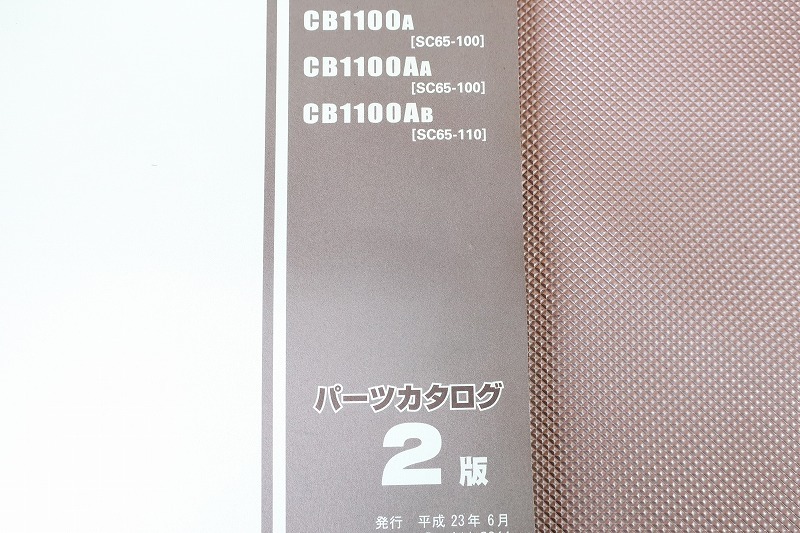 CB1100A
[SC65-100]
CB1100AA
[SC65-100]
CB1100AB
[SC65-110]
パーツカタログ
2 版
発行 平成 23年 6月